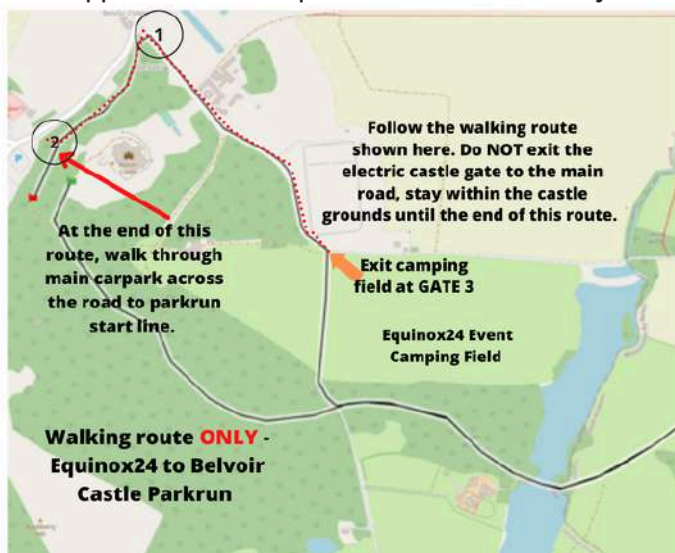 1
2
Follow the walking route
shown here. Do NOT exit the
electric castle gate to the main
road, stay within the castle
grounds until the end of this route.
At the end of this
route, walk through
main carpark across
the road to parkrun
start line.
Exit camping
field at GATE 3
Equinox24 Event
Camping Field
Walking route ONLY -
Equinox24 to Belvoir
Castle Parkrun
P